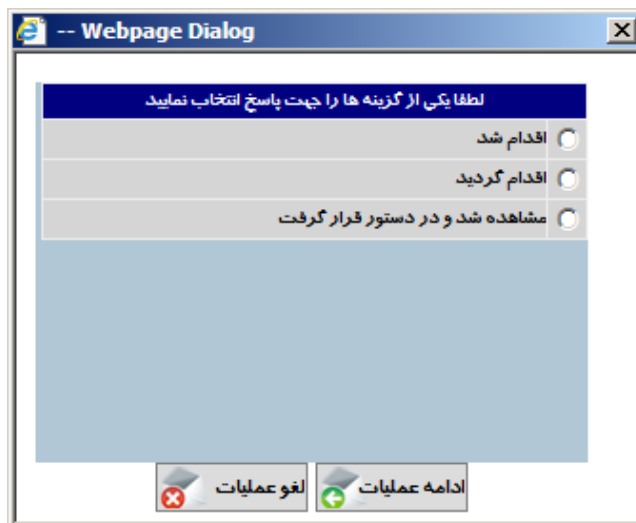 -- Webpage Dialog
لطفا یکی از گزینه ها را جهت پاسخ انتخاب نمایید
اقدام شد
اقدام گردید
مشاهده شد و در دستور قرار گرفت
ادامه عملیات
لغو عملیات